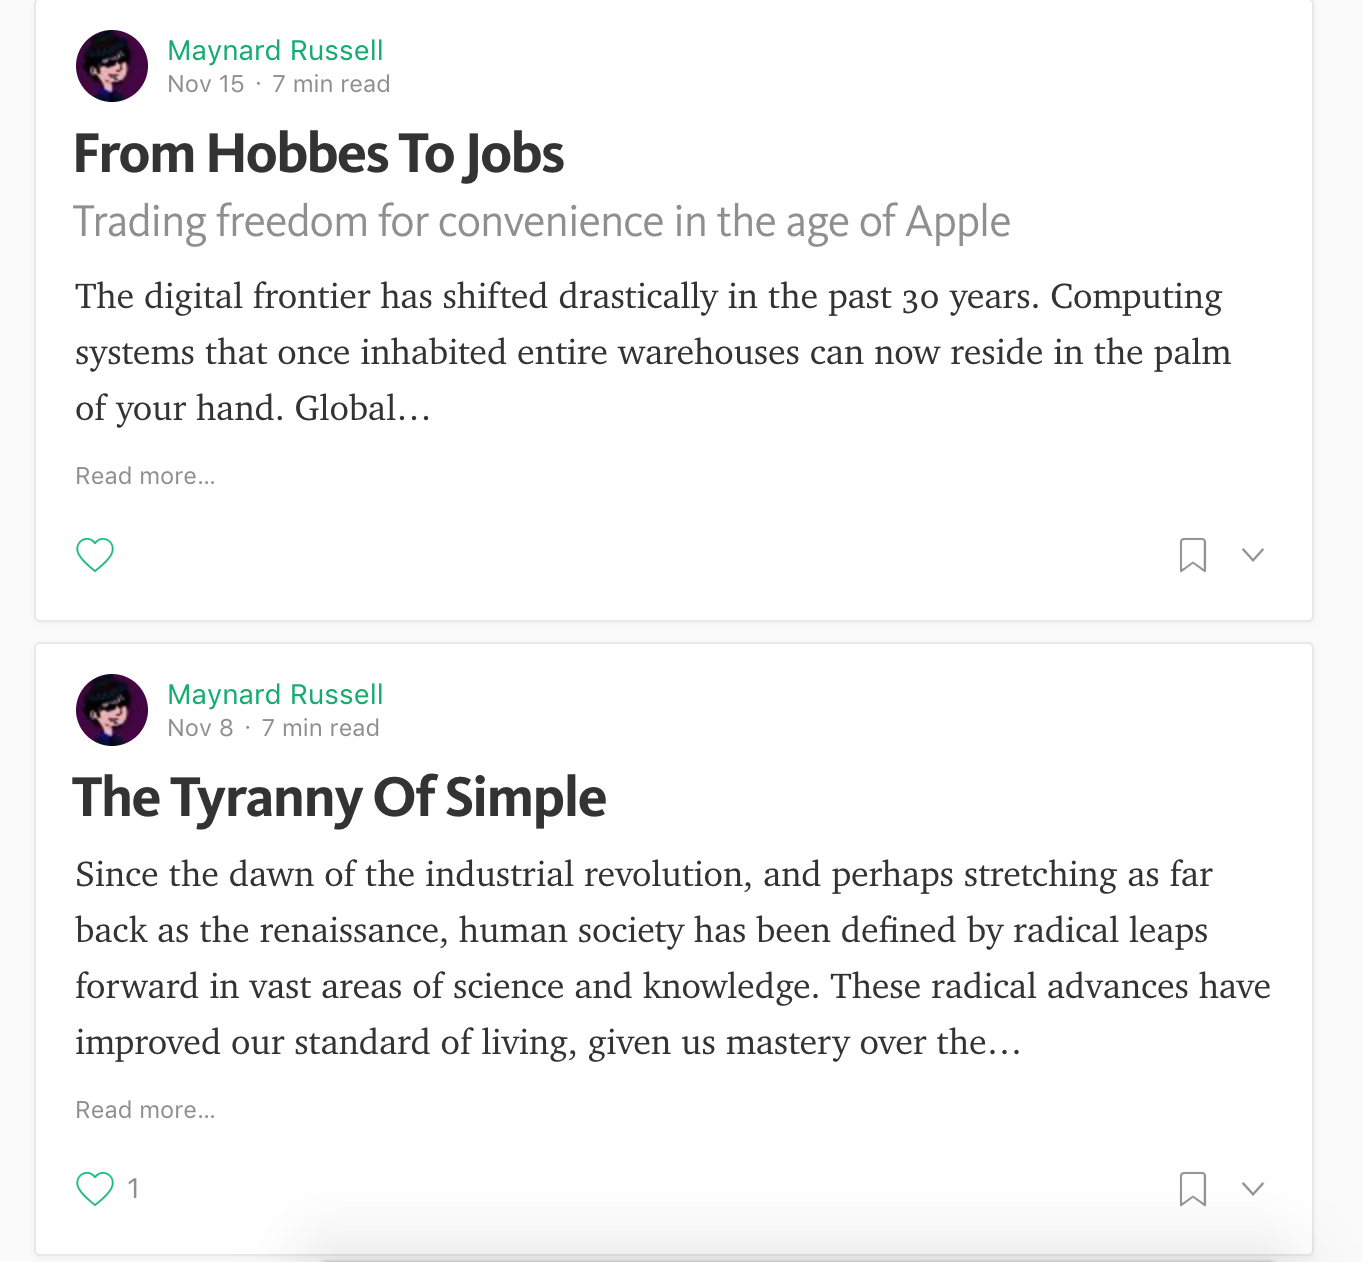 Maynard Russell
Nov 15 · 7 min read
From Hobbes To Jobs
Trading freedom for convenience in the age of Apple
The digital frontier has shifted drastically in the past 30 years. Computing
systems that once inhabited entire warehouses can now reside in the palm
of your hand. Global…
Read more…
Maynard Russell
Nov 8 · 7 min read
The Tyranny Of Simple
Since the dawn of the industrial revolution, and perhaps stretching as far
back as the renaissance, human society has been defined by radical leaps
forward in vast areas of science and knowledge. These radical advances have
improved our standard of living, given us mastery over the…
Read more…
1